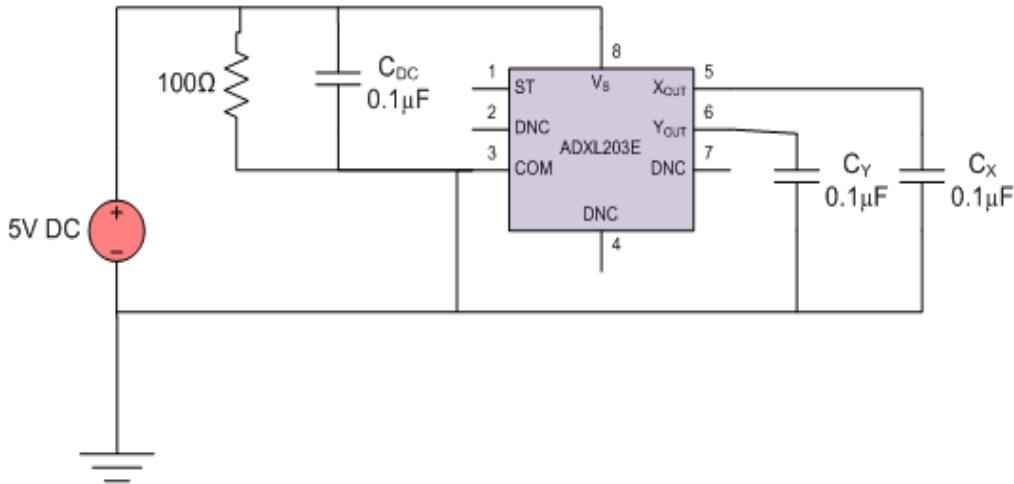 100Ω
C_DC
0.1µF
8
1
ST
V_S
X_OUT
5
2
DNC
Y_OUT
6
ADXL203E
3
COM
DNC
7
C_Y
0.1µF
C_X
0.1µF
DNC
4
5V DC
+
−